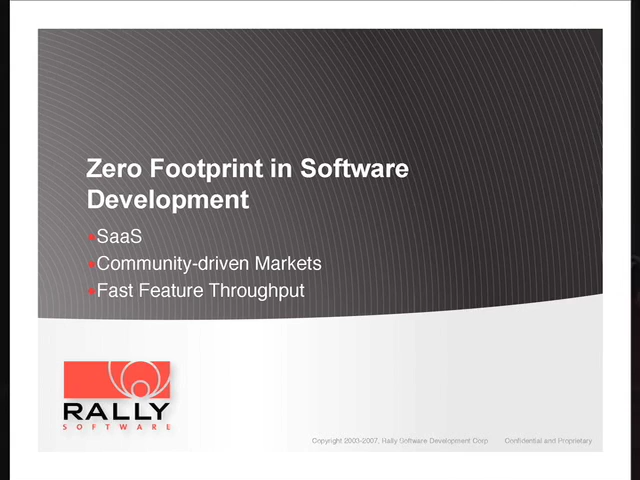 Zero Footprint in Software
Development
SaaS
Community-driven Markets
Fast Feature Throughput
RALLY
SOFTWARE
Copyright 2003-2007, Rally Software Development Corp Confidential and Proprietary